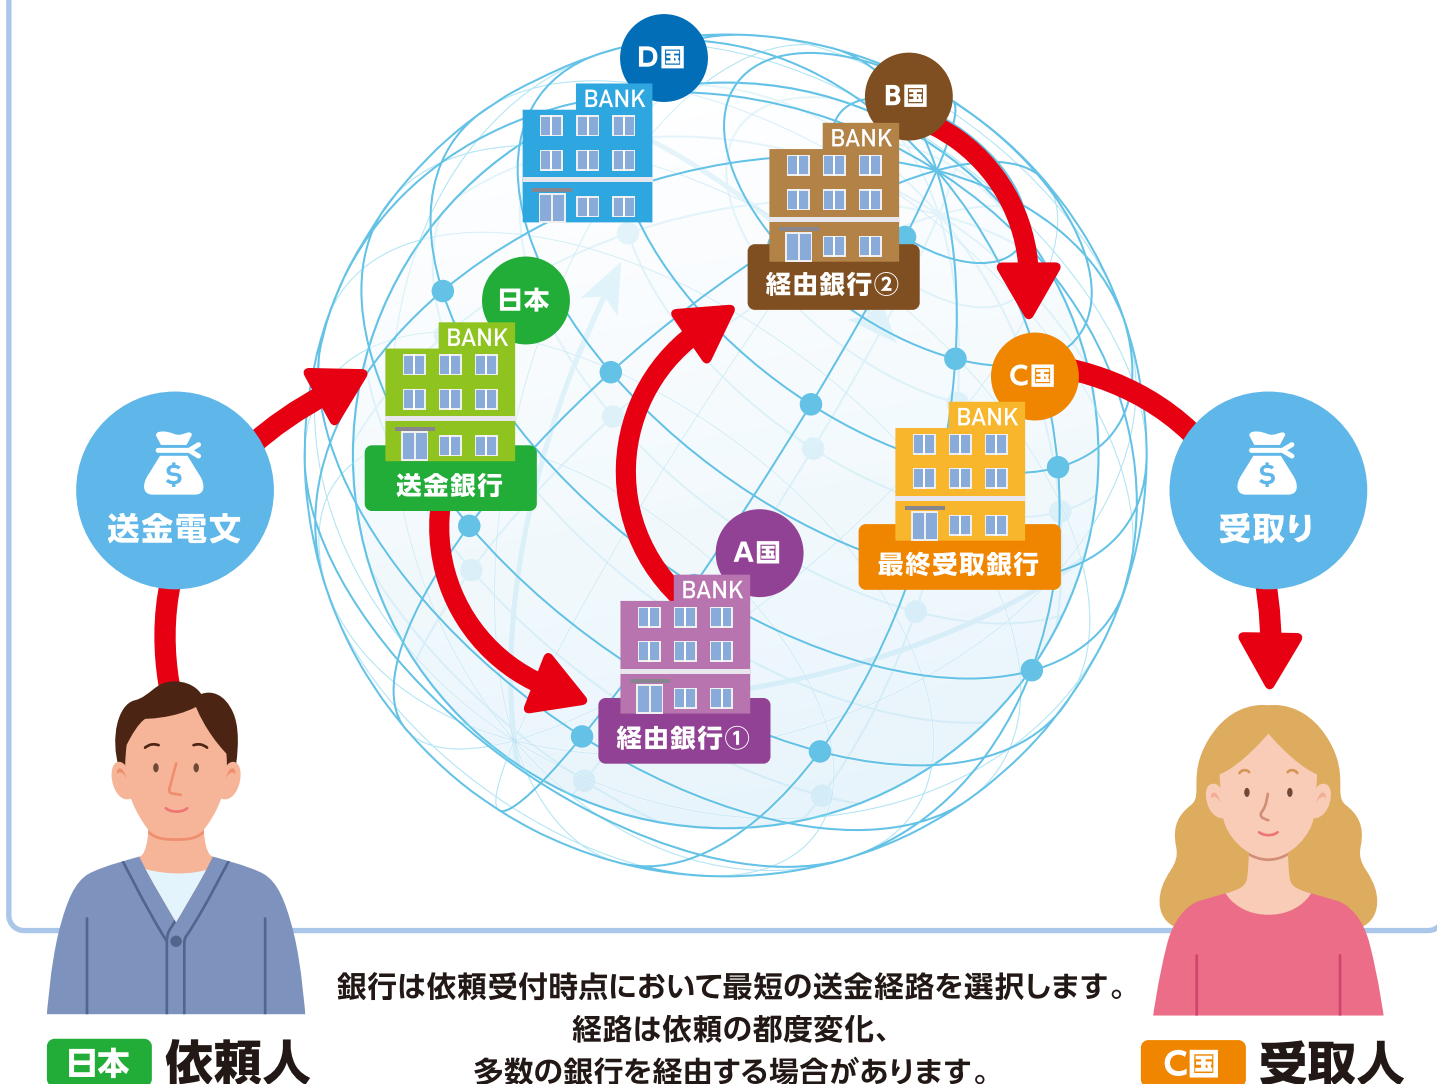 D国
BANK
B国
BANK
経由銀行②
日本
BANK
送金銀行
C国
BANK
最終受取銀行
送金電文
受取り
A国
BANK
経由銀行①
銀行は依頼受付時点において最短の送金経路を選択します。
経路は依頼の都度変化、
多数の銀行を経由する場合があります。
日本 依頼人
C国 受取人